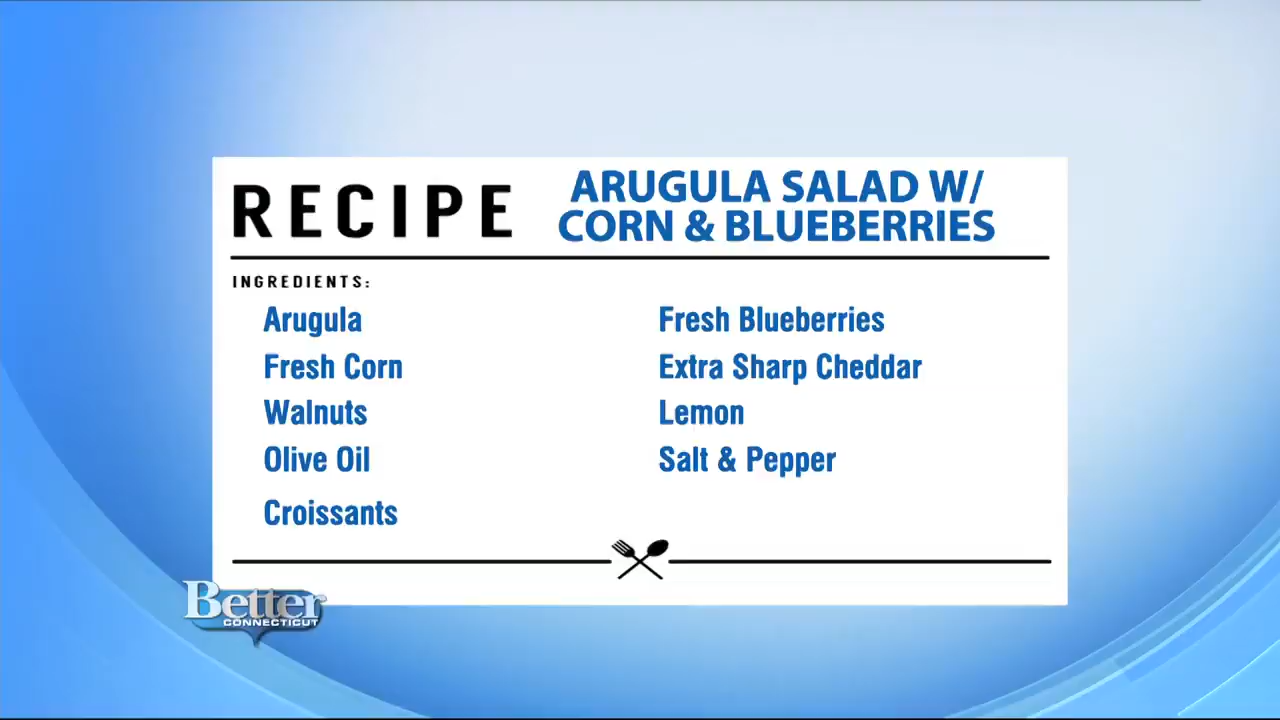 RECIPE
ARUGULA SALAD W/
CORN & BLUEBERRIES
INGREDIENTS:
Arugula
Fresh Corn
Walnuts
Olive Oil
Croissants
Fresh Blueberries
Extra Sharp Cheddar
Lemon
Salt & Pepper
Better
CONNECTICUT